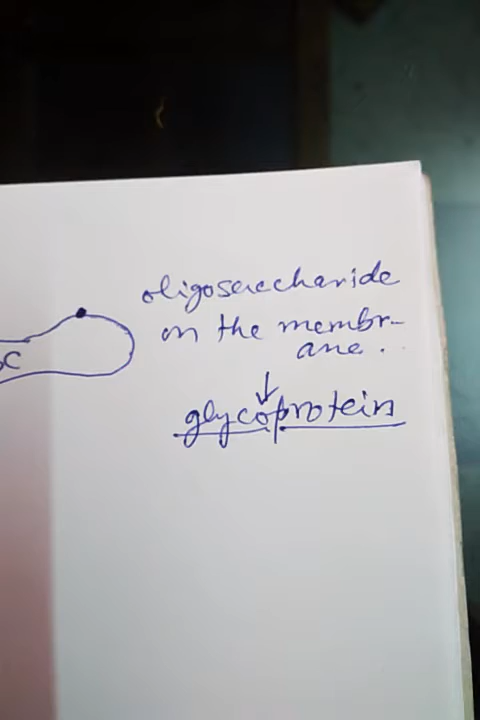 oligosaccharide
on the membr-
ane.
↓
glycoprotein